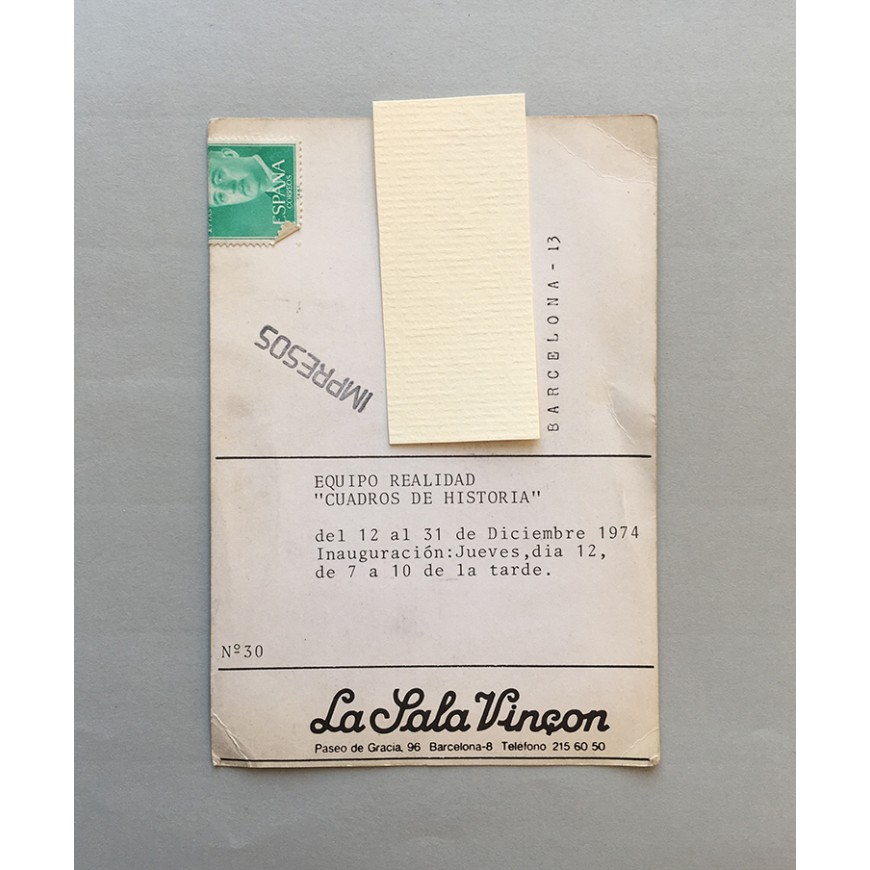 ESPAÑA
CORREOS
BARCELONA - 13
IMPRESOS
EQUIPO REALIDAD
"CUADROS DE HISTORIA"
del 12 al 31 de Diciembre 1974
Inauguración:Jueves,dia 12,
de 7 a 10 de la tarde.
Nº30
La Sala Vinçon
Paseo de Gracia, 96 Barcelona-8 Teléfono 215 60 50